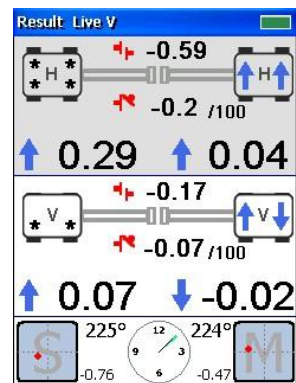 Result Live V
-0.59
* * H * * H
-0.2 /100
0.29 0.04
-0.17
* V * V
-0.07/100
0.07 -0.02
225° 12 224°
S 9 3 M
-0.76 6 -0.47